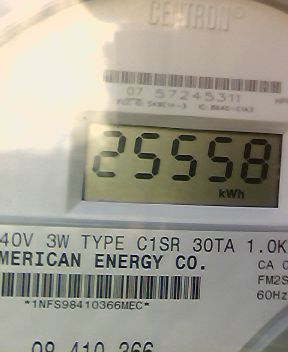 CENTRON®
07 57245311
25558
kWh
40V 3W TYPE C1SR 30TA 1.0K
MERICAN ENERGY CO.
CA 0
FM2S
60Hz
*1NFS98410366MEC*
98 410 366